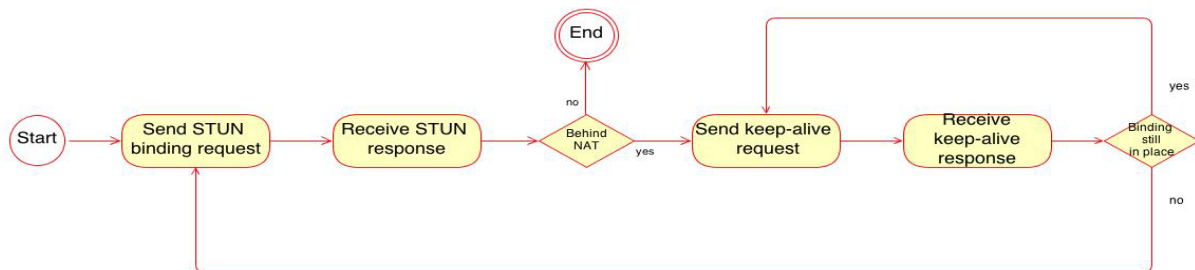 End
yes
no
Start
Send STUN
binding request
Receive STUN
response
Behind
NAT
yes
Send keep-alive
request
Receive
keep-alive
response
Binding
still
in place
no